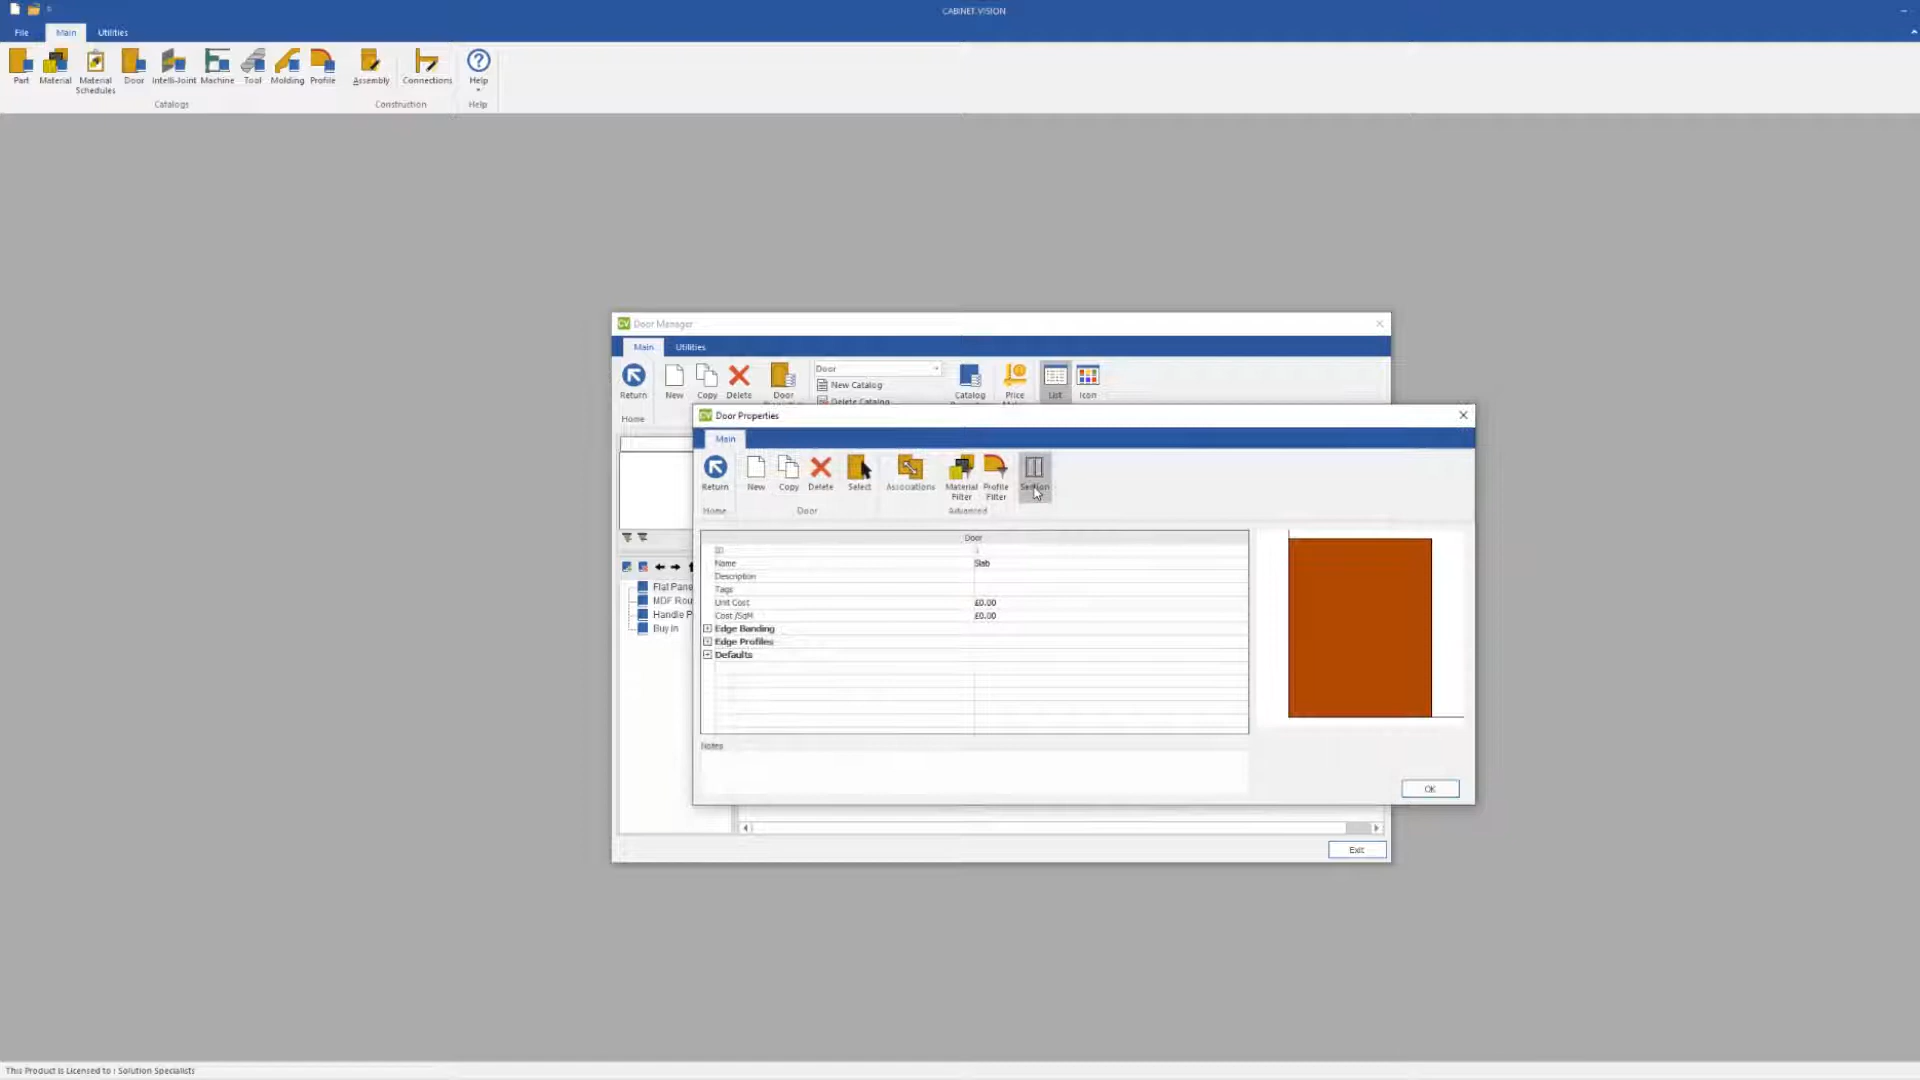 CABINET VISION
File Main Utilities
Part Material Material Schedules Door Intelli-Joint Machine Tool Molding Profile Assembly Connections Help
Catalogs Construction Help
Door Manager
Main Utilities
Return New Copy Delete Door
Door
New Catalog
Delete Catalog
Catalog Price List Icon
Home
Door Properties
Main
Return New Copy Delete Select Associations Material Filter Profile Filter Section
Home Door Advanced
Door
ID
Name Slab
Description
Tags
Unit Cost £0.00
Cost /SqM £0.00
Edge Banding
Edge Profiles
Defaults
Notes
OK
Flat Pane
MDF Rou
Handle P
Buy In
Exit
This Product Is Licensed to : Solution Specialists